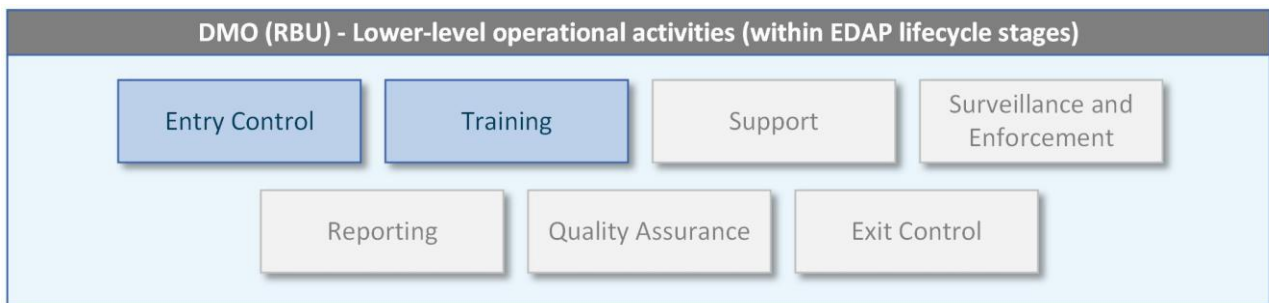 DMO (RBU) - Lower-level operational activities (within EDAP lifecycle stages)
Entry Control
Training
Support
Surveillance and
Enforcement
Reporting
Quality Assurance
Exit Control